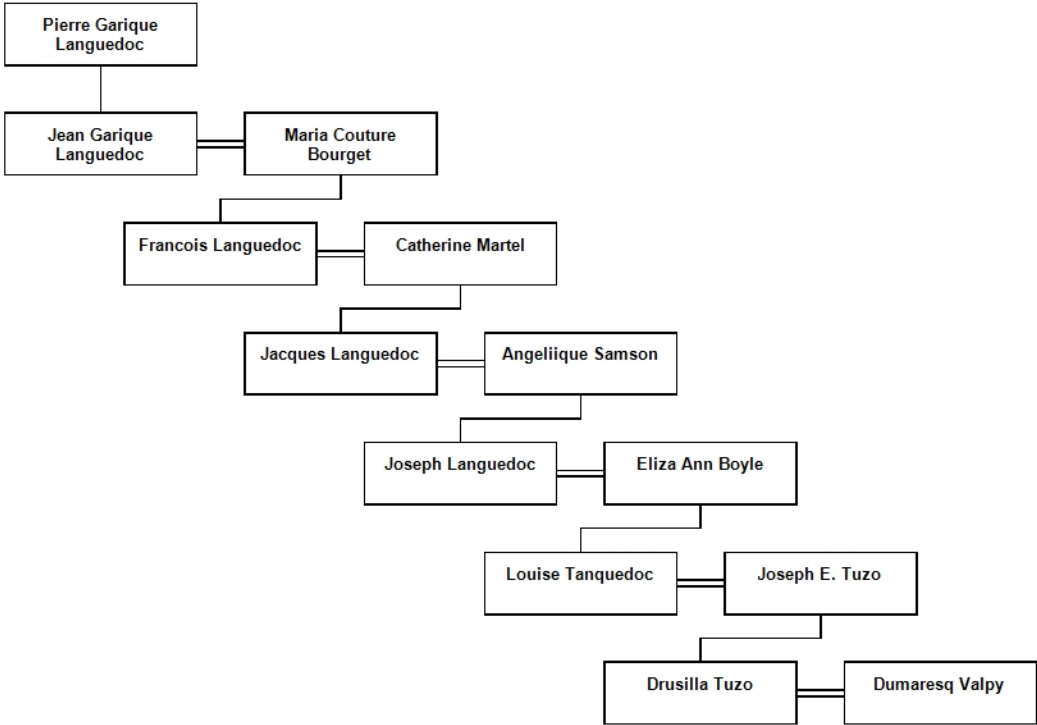 Pierre Garique
Languedoc
Jean Garique
Languedoc
Maria Couture
Bourget
Francois Languedoc
Catherine Martel
Jacques Languedoc
Angeliique Samson
Joseph Languedoc
Eliza Ann Boyle
Louise Tanquedoc
Joseph E. Tuzo
Drusilla Tuzo
Dumaresq Valpy